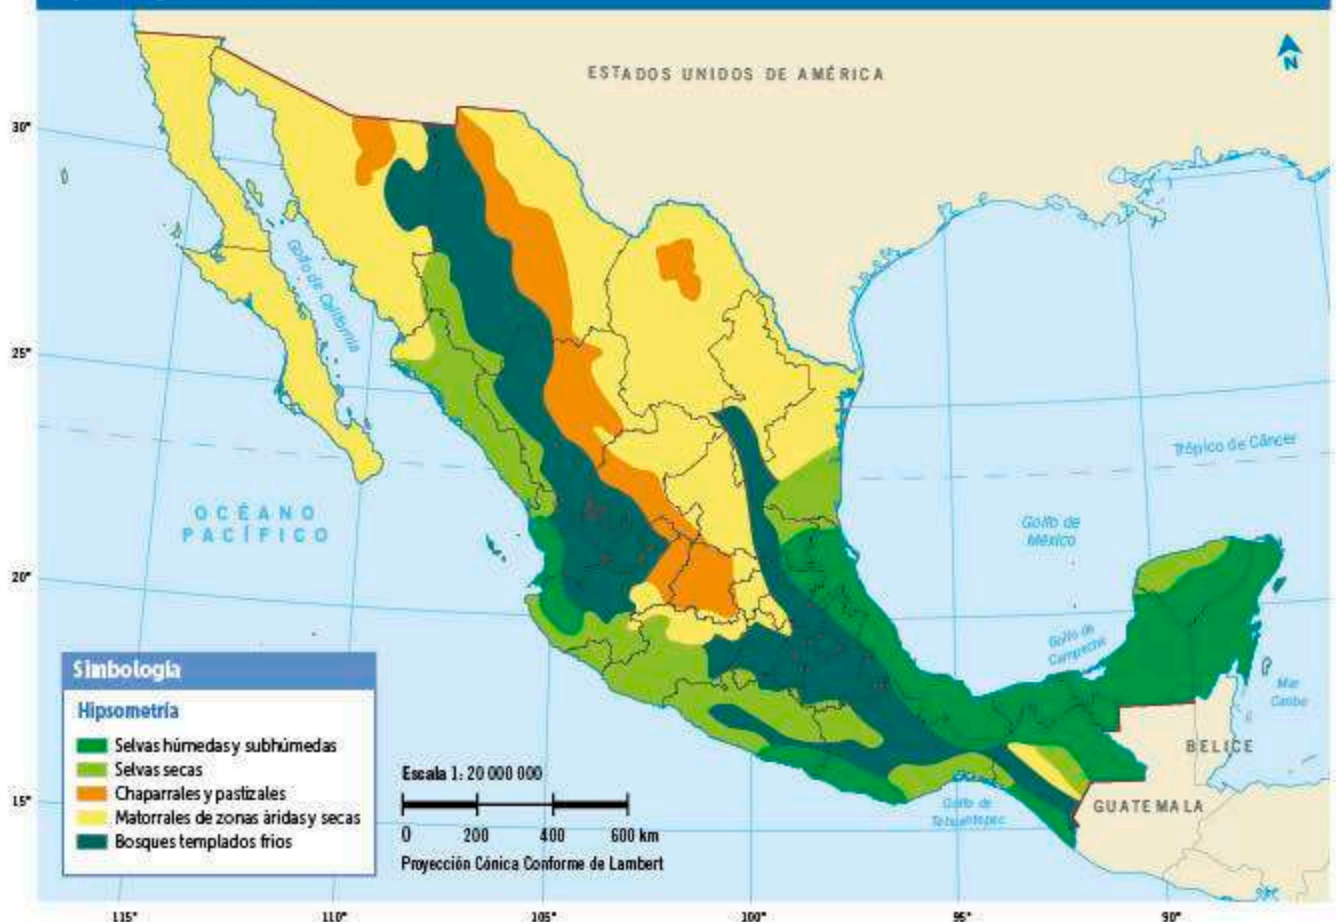 ESTADOS UNIDOS DE AMÉRICA
N
30°
Golfo de California
25°
Trópico de Cáncer
OCÉANO
PACÍFICO
Golfo de
México
20°
Golfo de
Campeche
Mar
Caribe
BELICE
GUATEMALA
Golfo de
Tehuantepec
15°
Simbología
Hipsometría
Selvas húmedas y subhúmedas
Selvas secas
Chaparrales y pastizales
Matorrales de zonas áridas y secas
Bosques templados frios
Escala 1: 20 000 000
0 200 400 600 km
Proyección Cónica Conforme de Lambert
115° 110° 105° 100° 95° 90°